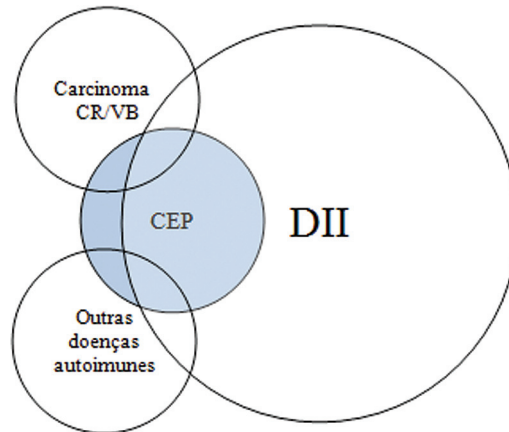 Carcinoma
CR/VB
CEP
DII
Outras
doenças
autoimunes